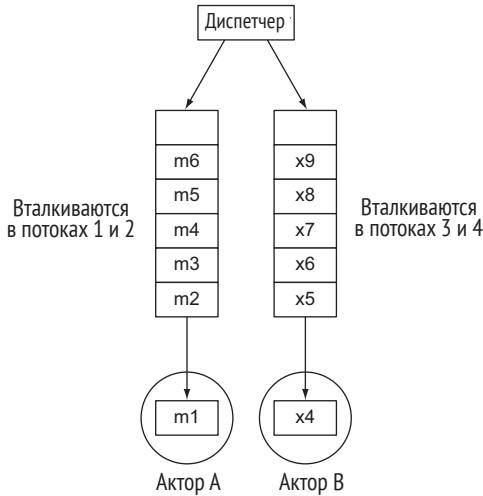 Диспетчер
m6
m5
m4
m3
m2
x9
x8
x7
x6
x5
Вталкиваются
в потоках 1 и 2
Вталкиваются
в потоках 3 и 4
m1
x4
Актор A
Актор B